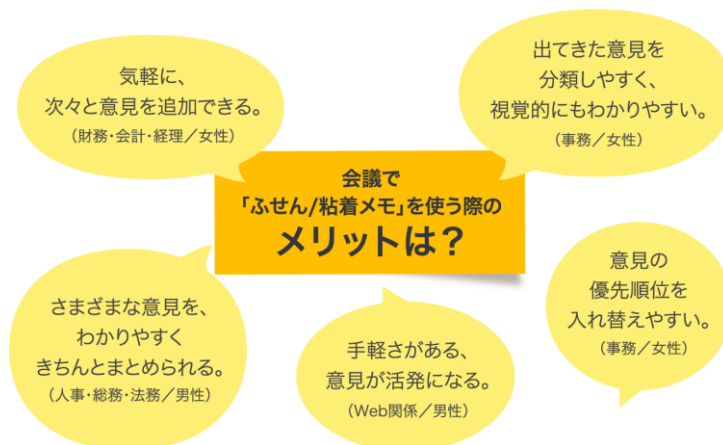 気軽に、
次々と意見を追加できる。
（財務・会計・経理／女性）
出てきた意見を
分類しやすく、
視覚的にもわかりやすい。
（事務／女性）
会議で
「ふせん/粘着メモ」を使う際の
メリットは？
さまざまな意見を、
わかりやすく
きちんとまとめられる。
（人事・総務・法務／男性）
手軽さがある、
意見が活発になる。
（Web関係／男性）
意見の
優先順位を
入れ替えやすい。
（事務／女性）